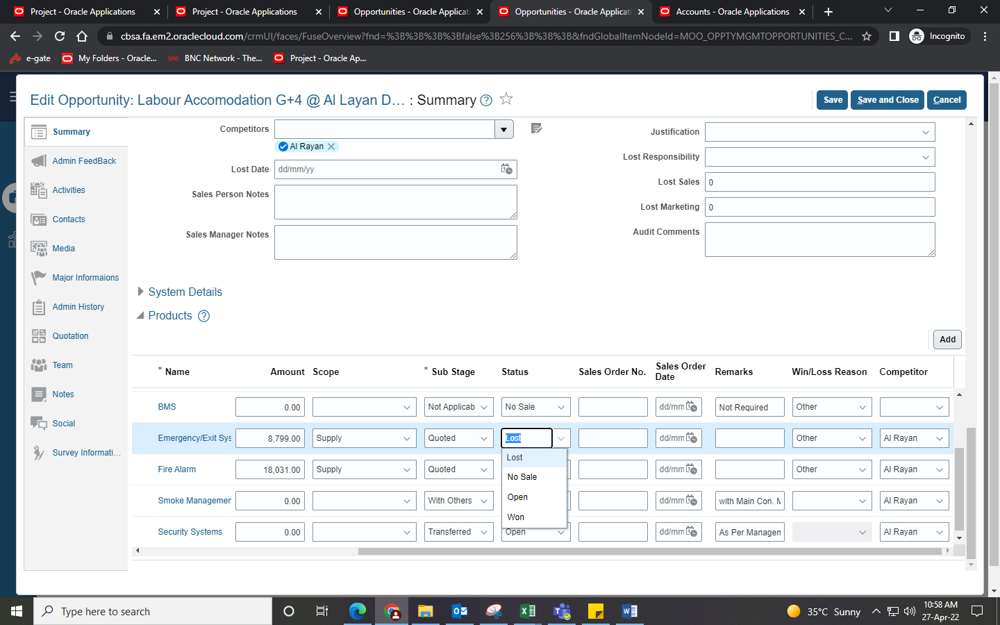 Project - Oracle Applications
Project - Oracle Applications
Opportunities - Oracle Applicati
Opportunities - Oracle Applicati
Accounts - Oracle Applications
cbsa.fa.em2.oraclecloud.com/crmUI/faces/FuseOverview?fnd=%3B%3B%3B%3Bfalse%3B256%3B%3B%3B&fndGlobalItemNodeId=MOO_OPPTYMGMTOPPORTUNITIES_C...
Incognito
e-gate
My Folders - Oracle...
bnc BNC Network - The...
Project - Oracle Ap...
Edit Opportunity: Labour Accomodation G+4 @ Al Layan D... : Summary
Save
Save and Close
Cancel
Summary
Admin FeedBack
Activities
Contacts
Media
Major Informaions
Admin History
Quotation
Team
Notes
Social
Survey Informati...
Competitors
Al Rayan
Lost Date dd/mm/yy
Sales Person Notes
Sales Manager Notes
Justification
Lost Responsibility
Lost Sales 0
Lost Marketing 0
Audit Comments
System Details
Products
Add
* Name Amount Scope * Sub Stage Status Sales Order No. Sales Order Date Remarks Win/Loss Reason Competitor
BMS 0.00 Not Applicab No Sale dd/mm Not Required Other
Emergency/Exit Sys 8,799.00 Supply Quoted Lost dd/mm Other Al Rayan
Lost
No Sale
Open
Won
Fire Alarm 18,031.00 Supply Quoted dd/mm Other Al Rayan
Smoke Managemer 0.00 With Others dd/mm with Main Con. M Al Rayan
Security Systems 0.00 Transferred Open dd/mm As Per Managen Al Rayan
Type here to search
35°C Sunny
10:58 AM
27-Apr-22